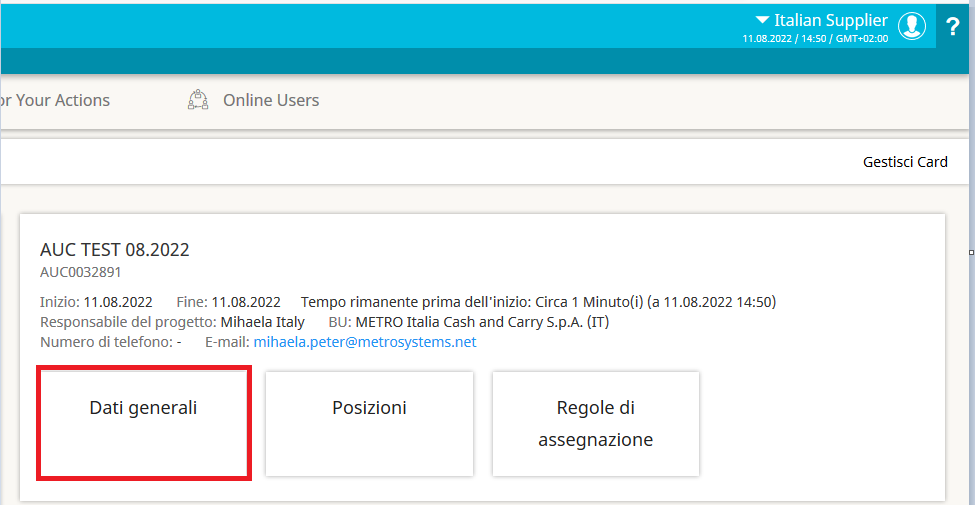 Italian Supplier
11.08.2022 / 14:50 / GMT+02:00
?
or Your Actions Online Users
Gestisci Card
AUC TEST 08.2022
AUC0032891
Inizio: 11.08.2022 Fine: 11.08.2022 Tempo rimanente prima dell'inizio: Circa 1 Minuto(i) (a 11.08.2022 14:50)
Responsabile del progetto: Mihaela Italy BU: METRO Italia Cash and Carry S.p.A. (IT)
Numero di telefono: - E-mail: mihaela.peter@metrosystems.net
Dati generali
Posizioni
Regole di
assegnazione